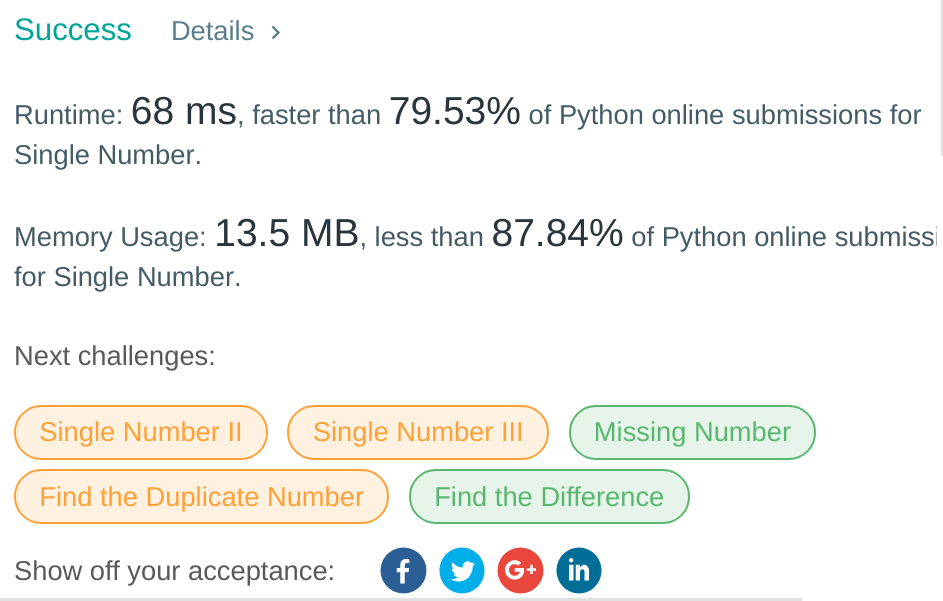 Success Details >
Runtime: 68 ms, faster than 79.53% of Python online submissions for
Single Number.
Memory Usage: 13.5 MB, less than 87.84% of Python online submissi
for Single Number.
Next challenges:
Single Number II Single Number III Missing Number
Find the Duplicate Number Find the Difference
Show off your acceptance: f G+ in